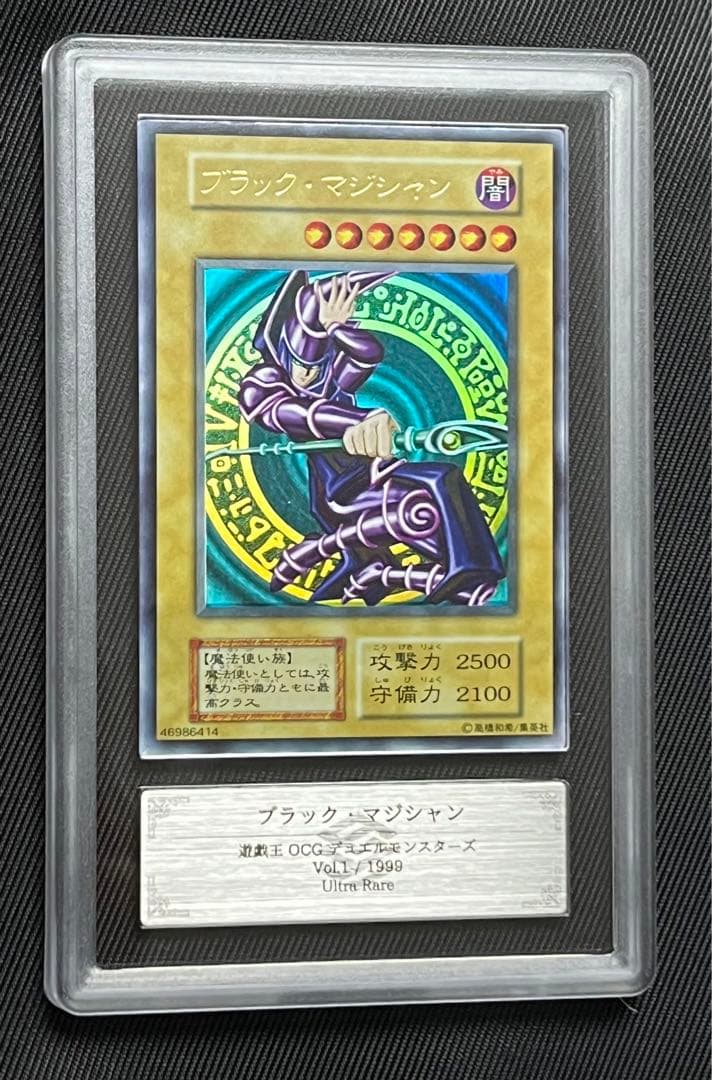 ブラック・マジシャン
闇
やみ
【魔法使い族】
魔法使いとしては、攻
撃力・守備力ともに最
高クラス。
こう げき りょく
攻撃力 2500
しゅ び りょく
守備力 2100
46986414
©高橋和希/集英社
ブラック・マジシャン
遊戯王 OCG デュエルモンスターズ
Vol.1 / 1999
Ultra Rare